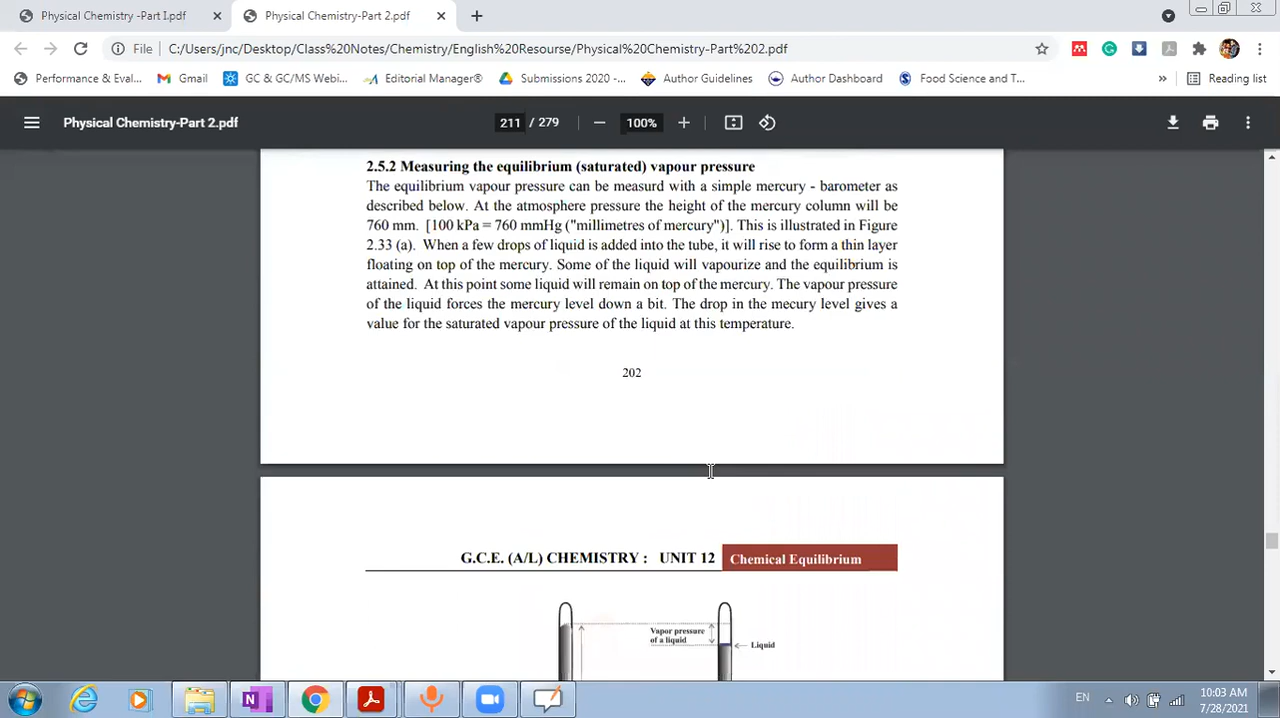 Physical Chemistry -Part I.pdf
Physical Chemistry-Part 2.pdf
File
C:/Users/jnc/Desktop/Class%20Notes/Chemistry/English%20Resourse/Physical%20Chemistry-Part%202.pdf
Performance & Eval...
Gmail
GC & GC/MS Webi...
Editorial Manager®
Submissions 2020 -...
Author Guidelines
Author Dashboard
Food Science and T...
»
Reading list
Physical Chemistry-Part 2.pdf
211 / 279
100%
2.5.2 Measuring the equilibrium (saturated) vapour pressure
The equilibrium vapour pressure can be measurd with a simple mercury - barometer as
described below. At the atmosphere pressure the height of the mercury column will be
760 mm. [100 kPa = 760 mmHg ("millimetres of mercury")]. This is illustrated in Figure
2.33 (a). When a few drops of liquid is added into the tube, it will rise to form a thin layer
floating on top of the mercury. Some of the liquid will vapourize and the equilibrium is
attained. At this point some liquid will remain on top of the mercury. The vapour pressure
of the liquid forces the mercury level down a bit. The drop in the mecury level gives a
value for the saturated vapour pressure of the liquid at this temperature.
202
G.C.E. (A/L) CHEMISTRY : UNIT 12
Chemical Equilibrium
Vapor pressure
of a liquid
Liquid
EN
10:03 AM
7/28/2021